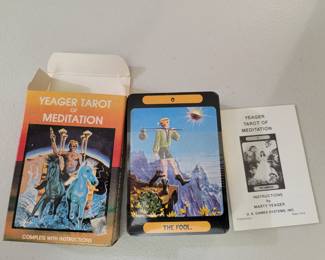 YEAGER TAROT
OF
MEDITATION
COMPLETE WITH INSTRUCTIONS
0
THE FOOL
YEAGER
TAROT OF
MEDITATION
INSTRUCTIONS
by
MARTY YEAGER
U.S. GAMES SYSTEMS, INC.